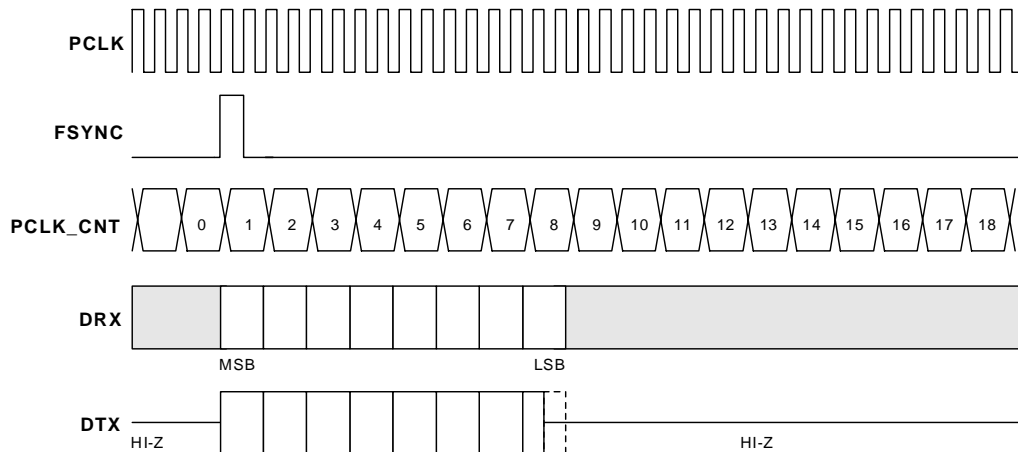 PCLK
FSYNC
PCLK_CNT 0 1 2 3 4 5 6 7 8 9 10 11 12 13 14 15 16 17 18
DRX
MSB LSB
DTX
HI-Z HI-Z